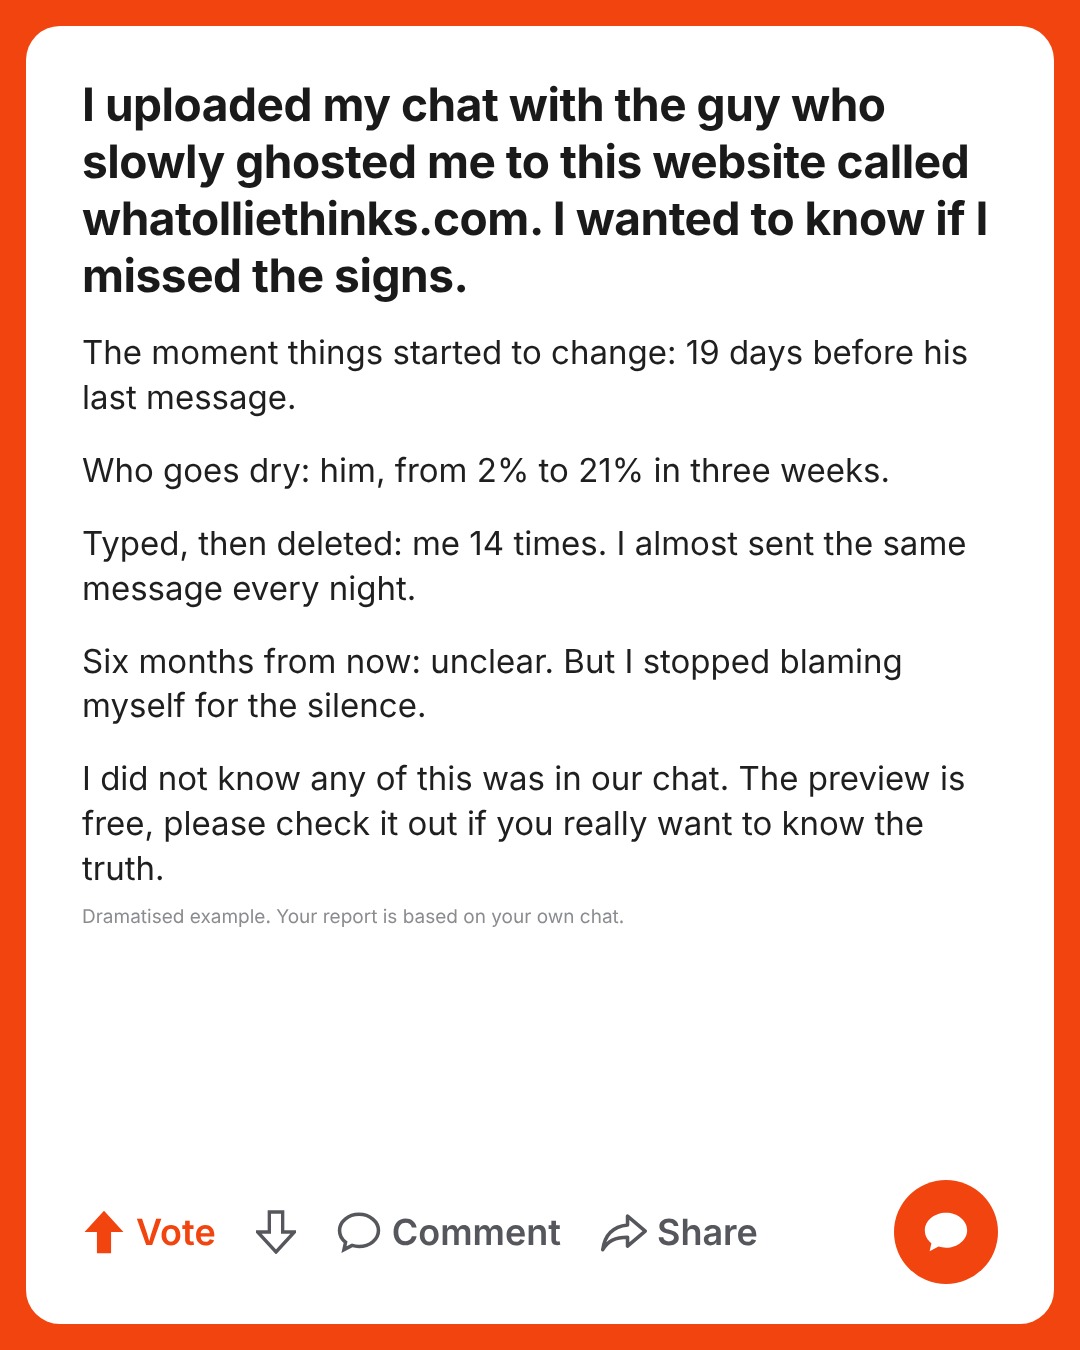 I uploaded my chat with the guy who
slowly ghosted me to this website called
whatolliethinks.com. I wanted to know if I
missed the signs.
The moment things started to change: 19 days before his
last message.
Who goes dry: him, from 2% to 21% in three weeks.
Typed, then deleted: me 14 times. I almost sent the same
message every night.
Six months from now: unclear. But I stopped blaming
myself for the silence.
I did not know any of this was in our chat. The preview is
free, please check it out if you really want to know the
truth.
Dramatised example. Your report is based on your own chat.
Vote Comment Share